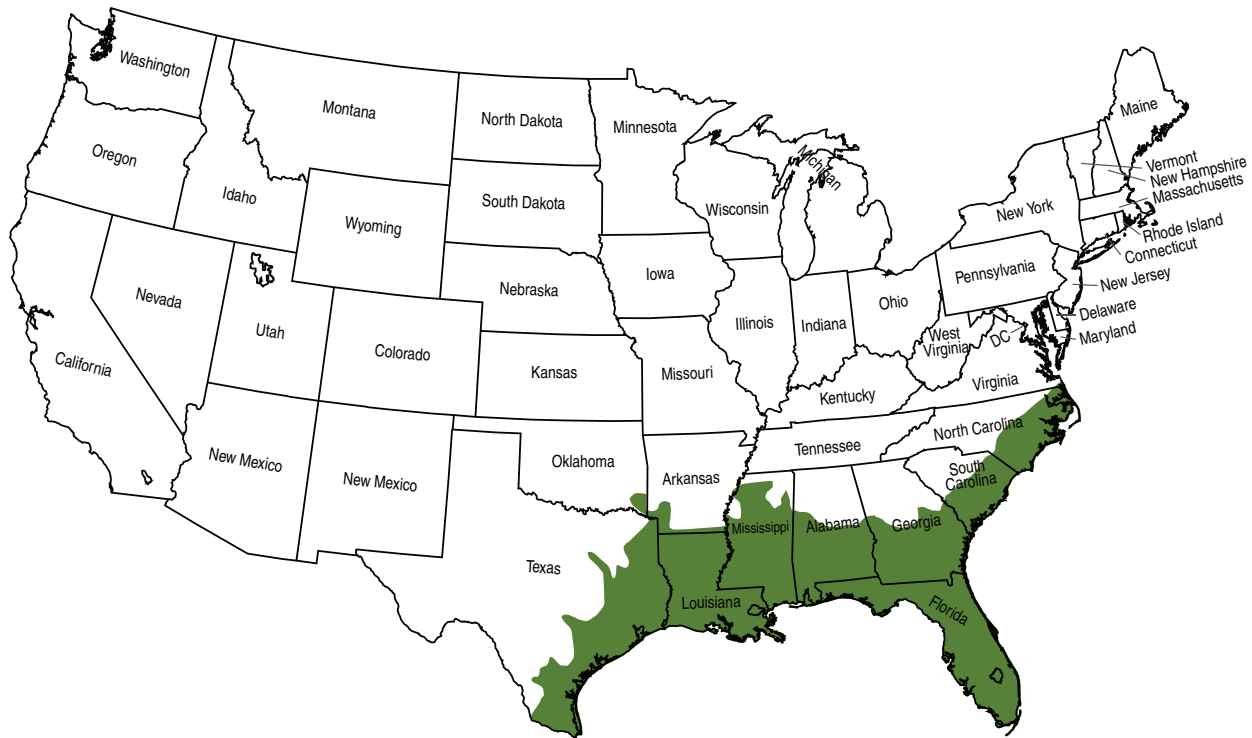 Washington
Montana
North Dakota
Minnesota
Michigan
Maine
Oregon
Idaho
Wyoming
South Dakota
Wisconsin
New York
Vermont
New Hampshire
Massachusetts
Rhode Island
Connecticut
Nevada
Utah
Colorado
Nebraska
Iowa
Illinois
Indiana
Ohio
Pennsylvania
New Jersey
Delaware
Maryland
DC
West
Virginia
Virginia
California
Kansas
Missouri
Kentucky
New Mexico
New Mexico
Oklahoma
Arkansas
Tennessee
North Carolina
South
Carolina
Texas
Louisiana
Mississippi
Alabama
Georgia
Florida